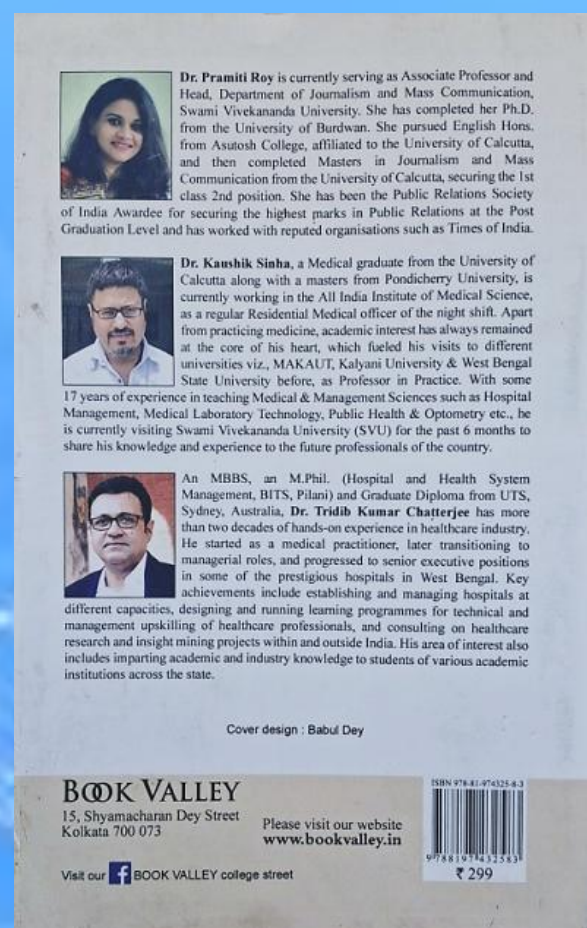 Dr. Pramiti Roy is currently serving as Associate Professor and
Head, Department of Journalism and Mass Communication,
Swami Vivekananda University. She has completed her Ph.D.
from the University of Burdwan. She pursued English Hons.
from Asutosh College, affiliated to the University of Calcutta,
and then completed Masters in Journalism and Mass
Communication from the University of Calcutta, securing the 1st
class 2nd position. She has been the Public Relations Society
of India Awardee for securing the highest marks in Public Relations at the Post
Graduation Level and has worked with reputed organisations such as Times of India.
Dr. Kaushik Sinha, a Medical graduate from the University of
Calcutta along with a masters from Pondicherry University, is
currently working in the All India Institute of Medical Science,
as a regular Residential Medical officer of the night shift. Apart
from practicing medicine, academic interest has always remained
at the core of his heart, which fueled his visits to different
universities viz., MAKAUT, Kalyani University & West Bengal
State University before, as Professor in Practice. With some
17 years of experience in teaching Medical & Management Sciences such as Hospital
Management, Medical Laboratory Technology, Public Health & Optometry etc., he
is currently visiting Swami Vivekananda University (SVU) for the past 6 months to
share his knowledge and experience to the future professionals of the country.
An MBBS, an M.Phil. (Hospital and Health System
Management, BITS, Pilani) and Graduate Diploma from UTS,
Sydney, Australia, Dr. Tridib Kumar Chatterjee has more
than two decades of hands-on experience in healthcare industry.
He started as a medical practitioner, later transitioning to
managerial roles, and progressed to senior executive positions
in some of the prestigious hospitals in West Bengal. Key
achievements include establishing and managing hospitals at
different capacities, designing and running learning programmes for technical and
management upskilling of healthcare professionals, and consulting on healthcare
research and insight mining projects within and outside India. His area of interest also
includes imparting academic and industry knowledge to students of various academic
institutions across the state.
Cover design : Babul Dey
BOOK VALLEY
15, Shyamacharan Dey Street
Kolkata 700 073
Please visit our website
www.bookvalley.in
Visit our f BOOK VALLEY college street
ISBN 978-81-974325-8-3
9 788197 432583
₹ 299